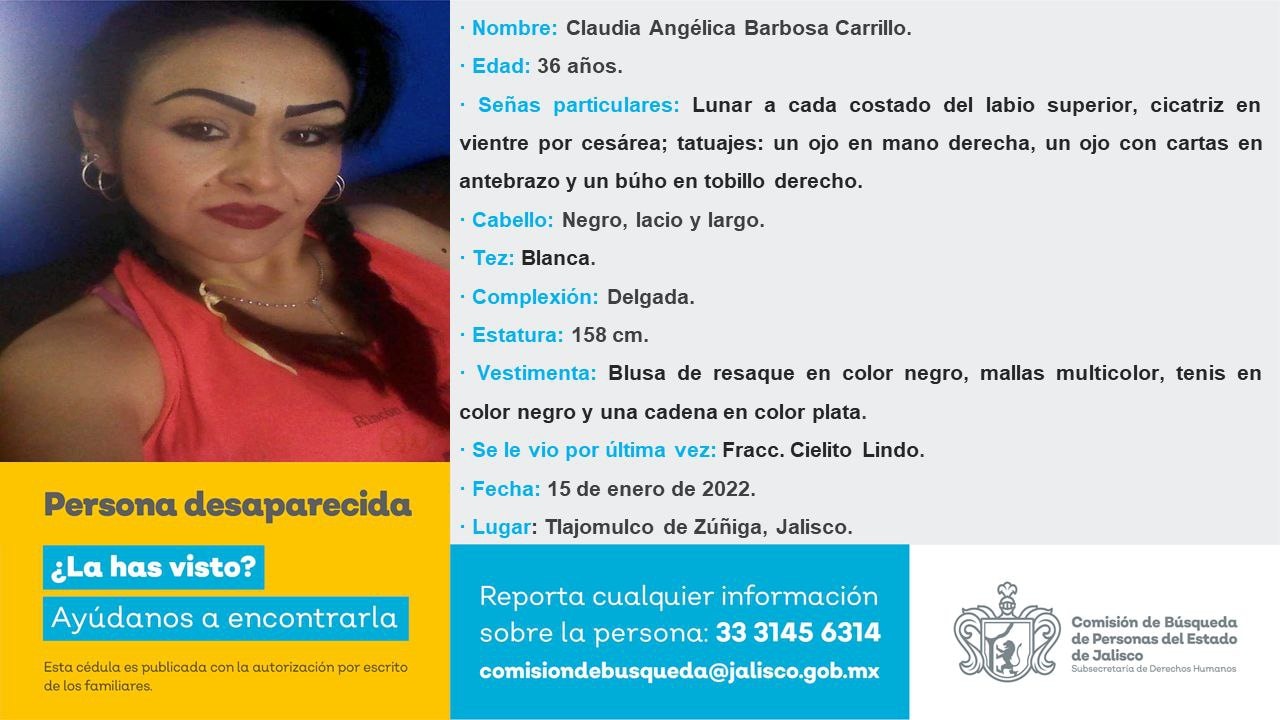 · Nombre: Claudia Angélica Barbosa Carrillo.
· Edad: 36 años.
· Señas particulares: Lunar a cada costado del labio superior, cicatriz en
vientre por cesárea; tatuajes: un ojo en mano derecha, un ojo con cartas en
antebrazo y un búho en tobillo derecho.
· Cabello: Negro, lacio y largo.
· Tez: Blanca.
· Complexión: Delgada.
· Estatura: 158 cm.
· Vestimenta: Blusa de resaque en color negro, mallas multicolor, tenis en
color negro y una cadena en color plata.
· Se le vio por última vez: Fracc. Cielito Lindo.
· Fecha: 15 de enero de 2022.
· Lugar: Tlajomulco de Zúñiga, Jalisco.
Persona desaparecida
¿La has visto?
Ayúdanos a encontrarla
Esta cédula es publicada con la autorización por escrito
de los familiares.
Reporta cualquier información
sobre la persona: 33 3145 6314
comisiondebusqueda@jalisco.gob.mx
Comisión de Búsqueda
de Personas del Estado
de Jalisco
Subsecretaría de Derechos Humanos